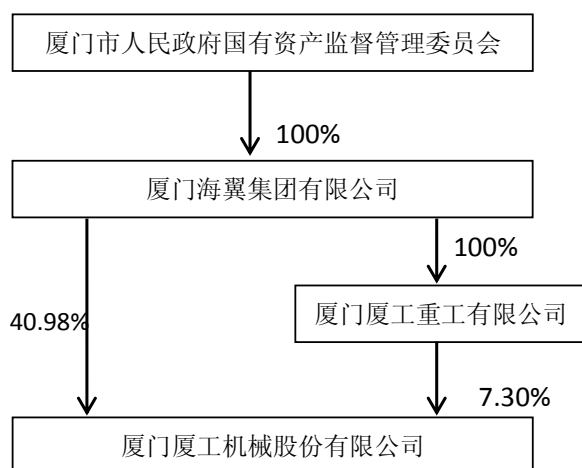 厦门市人民政府国有资产监督管理委员会
100%
厦门海翼集团有限公司
100%
40.98%
厦门厦工重工有限公司
7.30%
厦门厦工机械股份有限公司